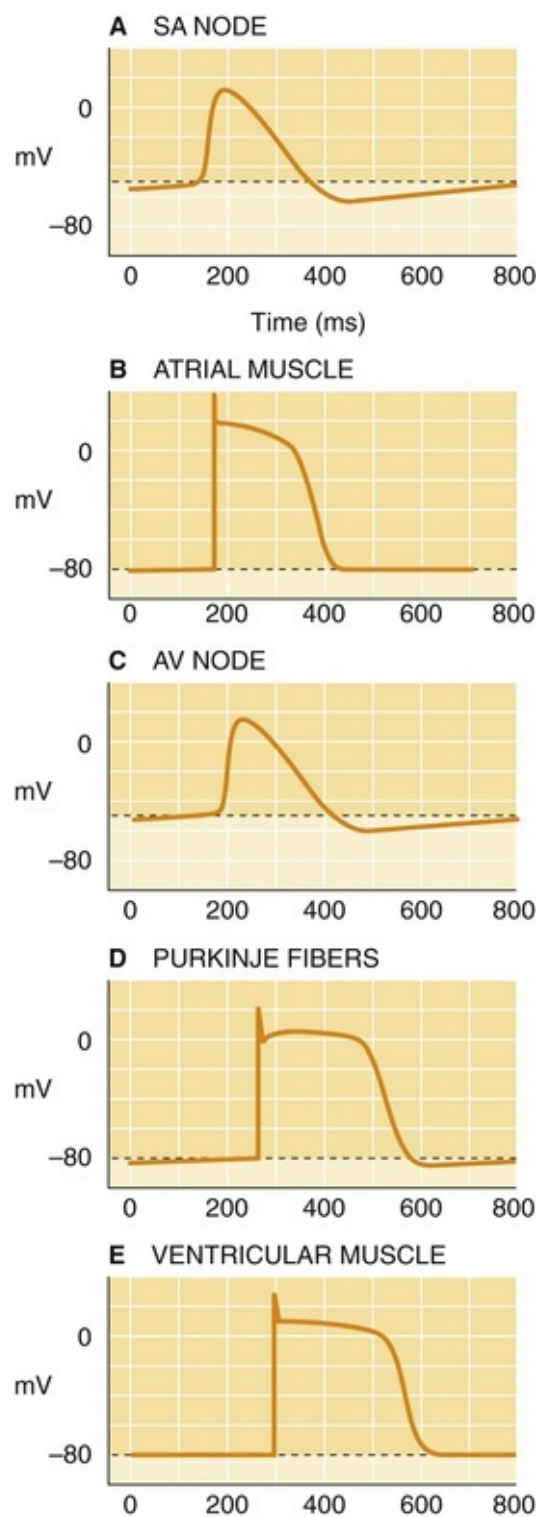 A SA NODE
0
mV
–80
0 200 400 600 800
Time (ms)
B ATRIAL MUSCLE
0
mV
–80
0 200 400 600 800
C AV NODE
0
mV
–80
0 200 400 600 800
D PURKINJE FIBERS
0
mV
–80
0 200 400 600 800
E VENTRICULAR MUSCLE
0
mV
–80
0 200 400 600 800